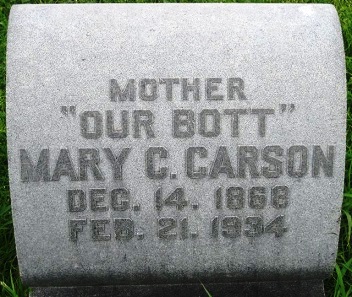 MOTHER
"OUR BOTT"
MARY C. CARSON
DEC. 14. 1868
FEB. 21. 1934